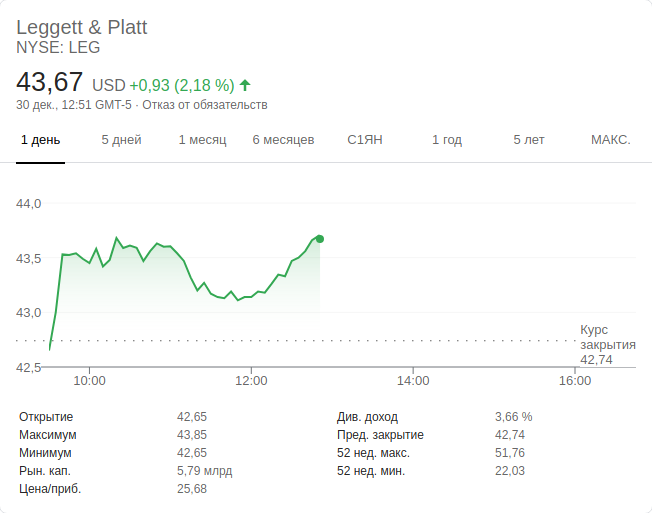 Leggett & Platt
NYSE: LEG
43,67 USD +0,93 (2,18 %)
30 дек., 12:51 GMT-5 · Отказ от обязательств
1 день 5 дней 1 месяц 6 месяцев С1ЯН 1 год 5 лет МАКС.
44,0
43,5
43,0
Курс
закрытия
42,74
42,5
10:00 12:00 14:00 16:00
Открытие 42,65 Див. доход 3,66 %
Максимум 43,85 Пред. закрытие 42,74
Минимум 42,65 52 нед. макс. 51,76
Рын. кап. 5,79 млрд 52 нед. мин. 22,03
Цена/приб. 25,68